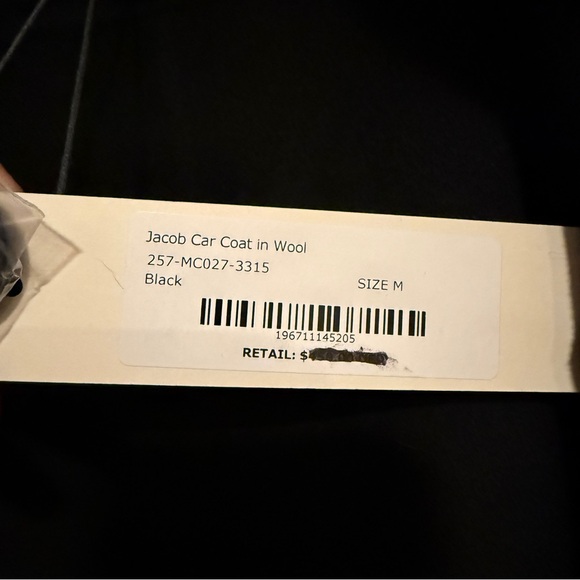 Jacob Car Coat in Wool
257-MC027-3315
Black SIZE M
196711145205
RETAIL: $